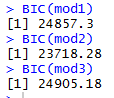 > BIC(mod1)
[1] 24857.3
> BIC(mod2)
[1] 23718.28
> BIC(mod3)
[1] 24905.18
>